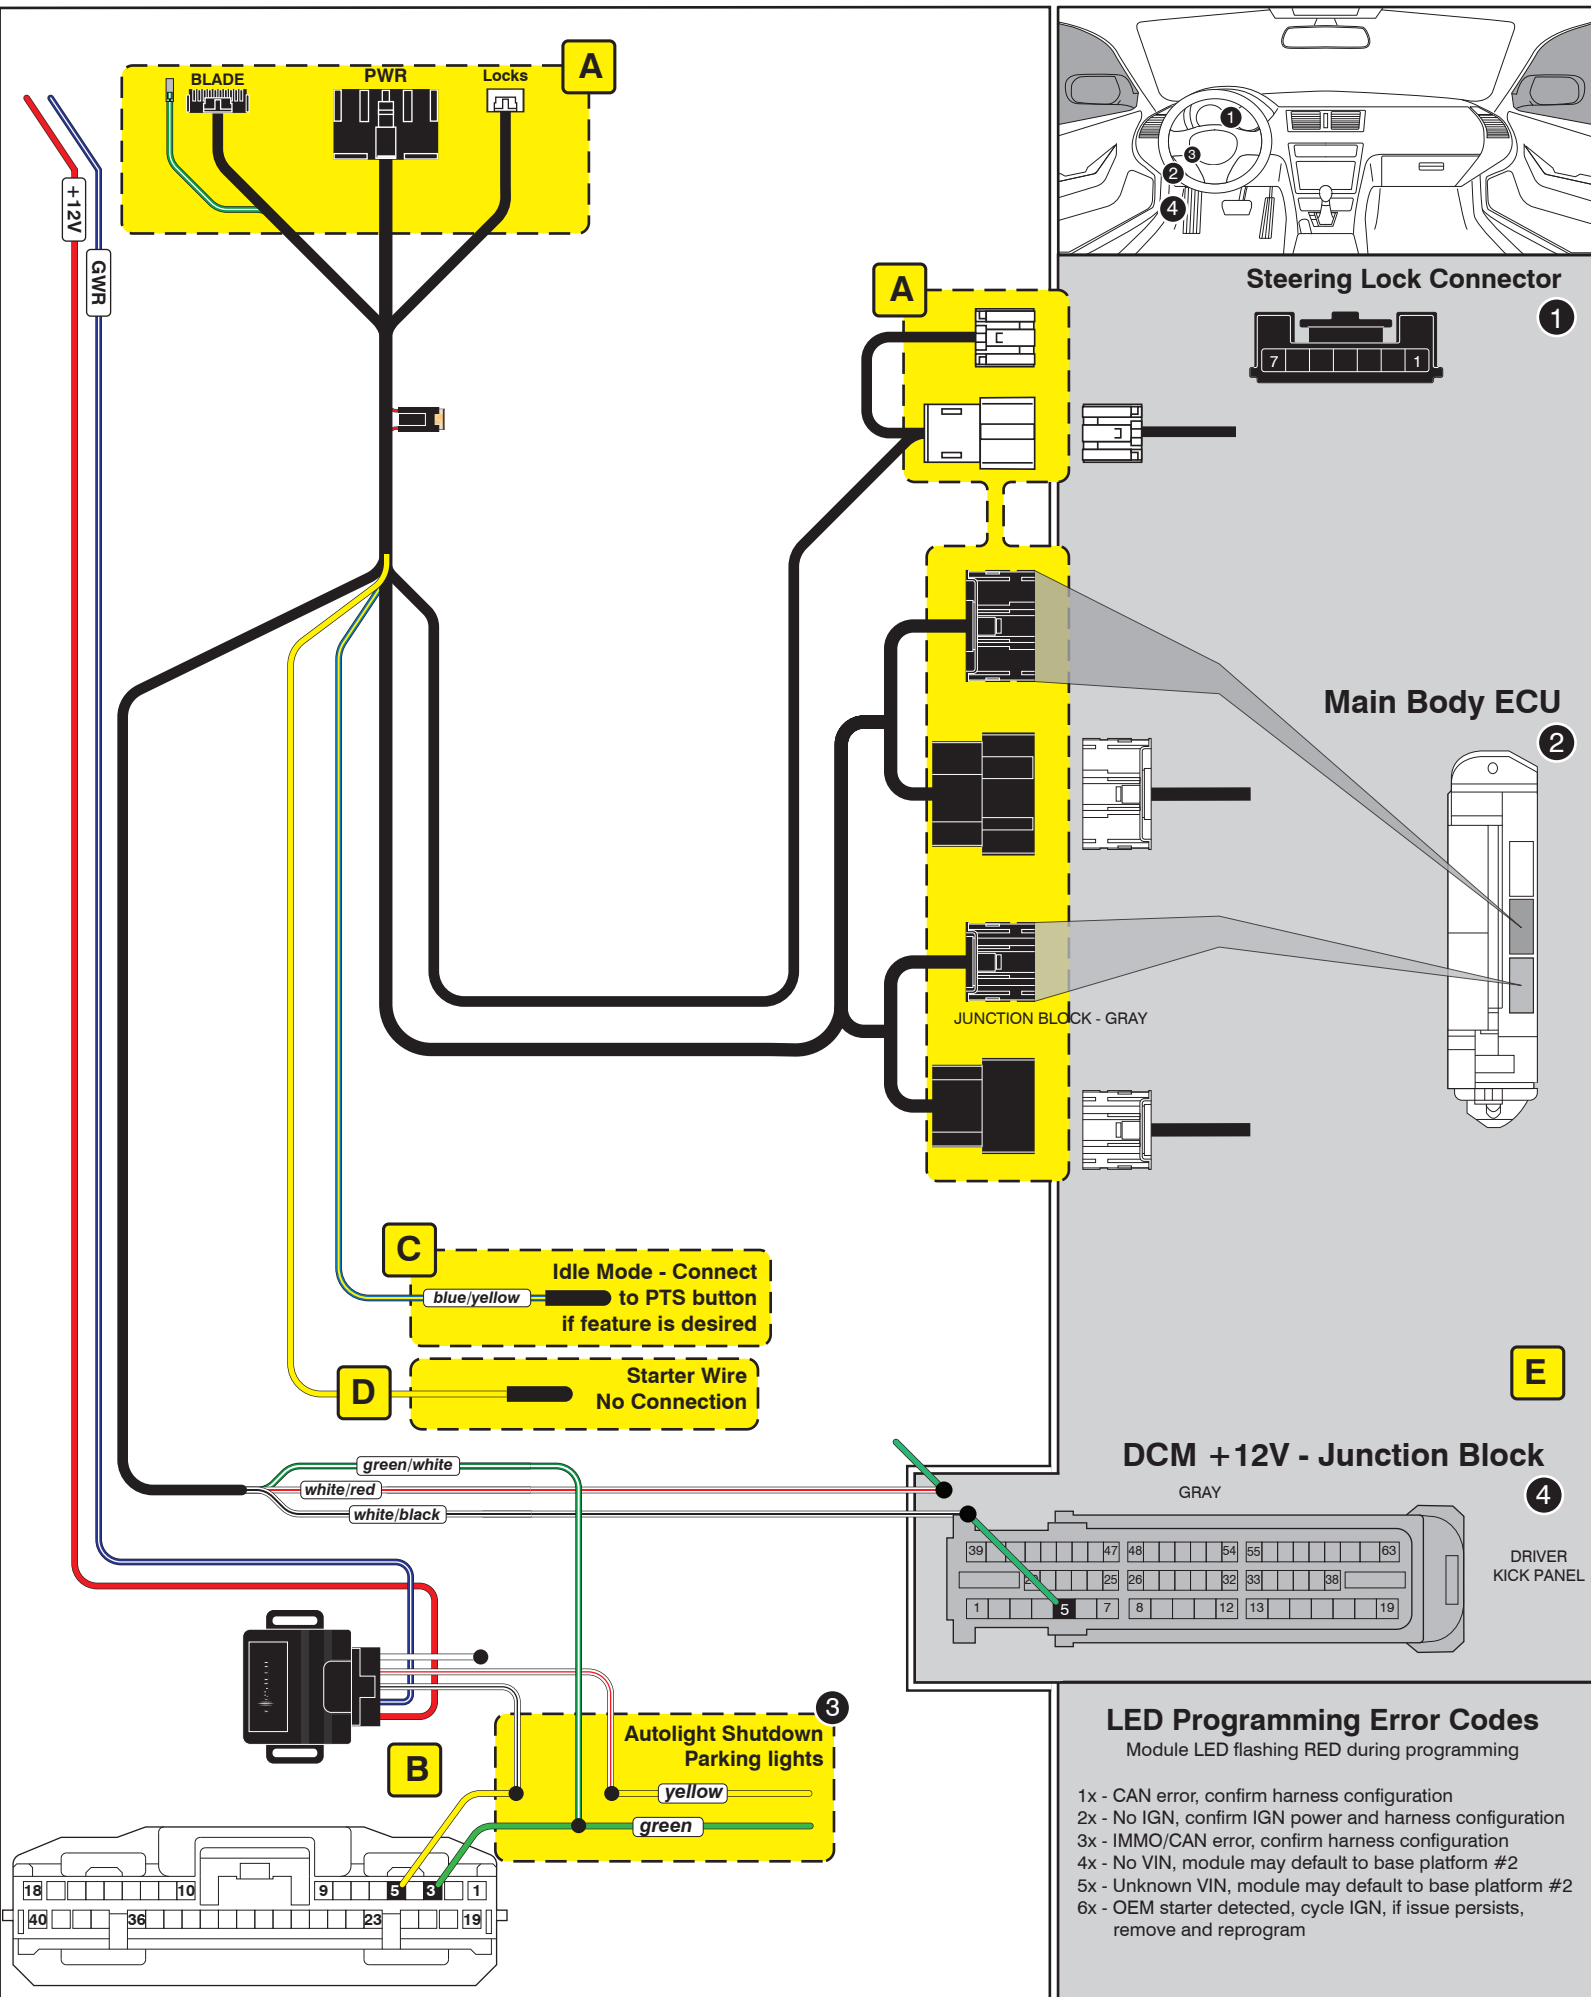 BLADE
PWR
Locks
A
+12V
GWR
1
3
2
4
A
Steering Lock Connector
1
7 1
Main Body ECU
2
JUNCTION BLOCK - GRAY
C
Idle Mode - Connect
to PTS button
if feature is desired
blue/yellow
D
Starter Wire
No Connection
E
green/white
white/red
white/black
DCM +12V - Junction Block
GRAY
4
39 47 48 54 55 63
25 26 32 33 38
1 5 7 8 12 13 19
DRIVER
KICK PANEL
B
3
Autolight Shutdown
Parking lights
yellow
green
18 10 9 5 3 1
40 36 23 19
LED Programming Error Codes
Module LED flashing RED during programming
1x - CAN error, confirm harness configuration
2x - No IGN, confirm IGN power and harness configuration
3x - IMMO/CAN error, confirm harness configuration
4x - No VIN, module may default to base platform #2
5x - Unknown VIN, module may default to base platform #2
6x - OEM starter detected, cycle IGN, if issue persists,
remove and reprogram